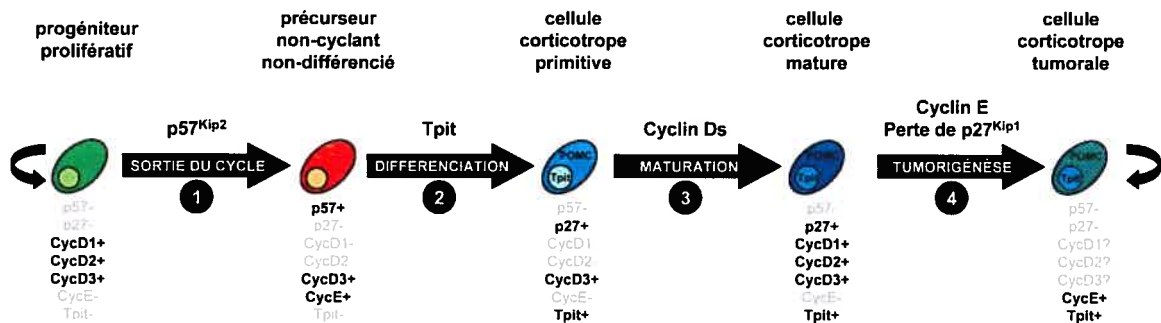 progéniteur
prolifératif
précurseur
non-cyclant
non-différencié
cellule
corticotrope
primitive
cellule
corticotrope
mature
cellule
corticotrope
tumorale
p57Kip2
Tpit
Cyclin Ds
Cyclin E
Perte de p27Kip1
SORTIE DU CYCLE
DIFFERENCIATION
MATURATION
TUMORIGÉNÈSE
1
2
3
4
POMC
Tpit
POMC
Tpit
POMC
Tpit
p57-
p27-
CycD1+
CycD2+
CycD3+
CycE-
Tpit-
p57+
p27-
CycD1-
CycD2
CycD3+
CycE+
Tpit-
p57-
p27+
CycD1
CycD2
CycD3+
CycE-
Tpit+
p57-
p27+
CycD1+
CycD2+
CycD3+
CycE-
Tpit+
p57-
p27-
CycD1?
CycD2?
CycD3?
CycE+
Tpit+